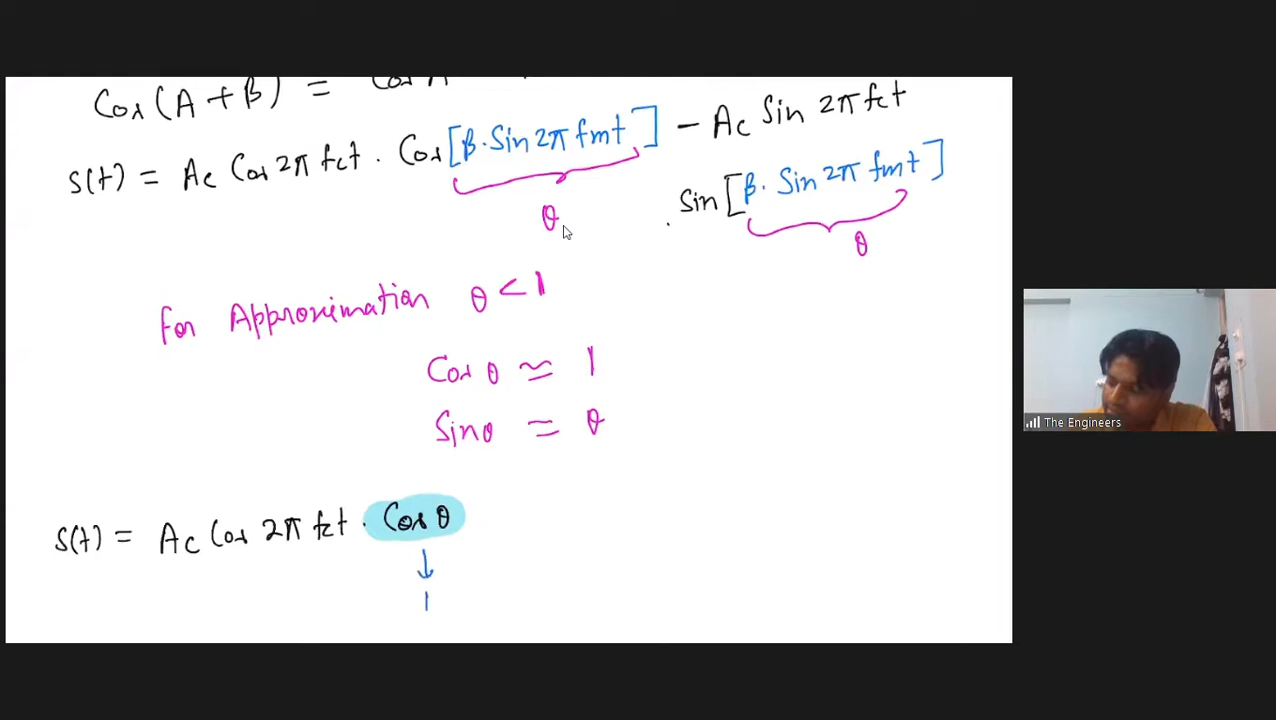 Cos(A+B) =
s(t) = Ac Cos 2π fct . Cos [β. Sin 2π fmt] − Ac Sin 2π fct
. Sin [β. Sin 2π fmt]
θ
θ
For Approximation θ < 1
Cos θ ≃ 1
Sinθ ≃ θ
s(t) = Ac Cos 2π fct . Cos θ
↓
1
The Engineers